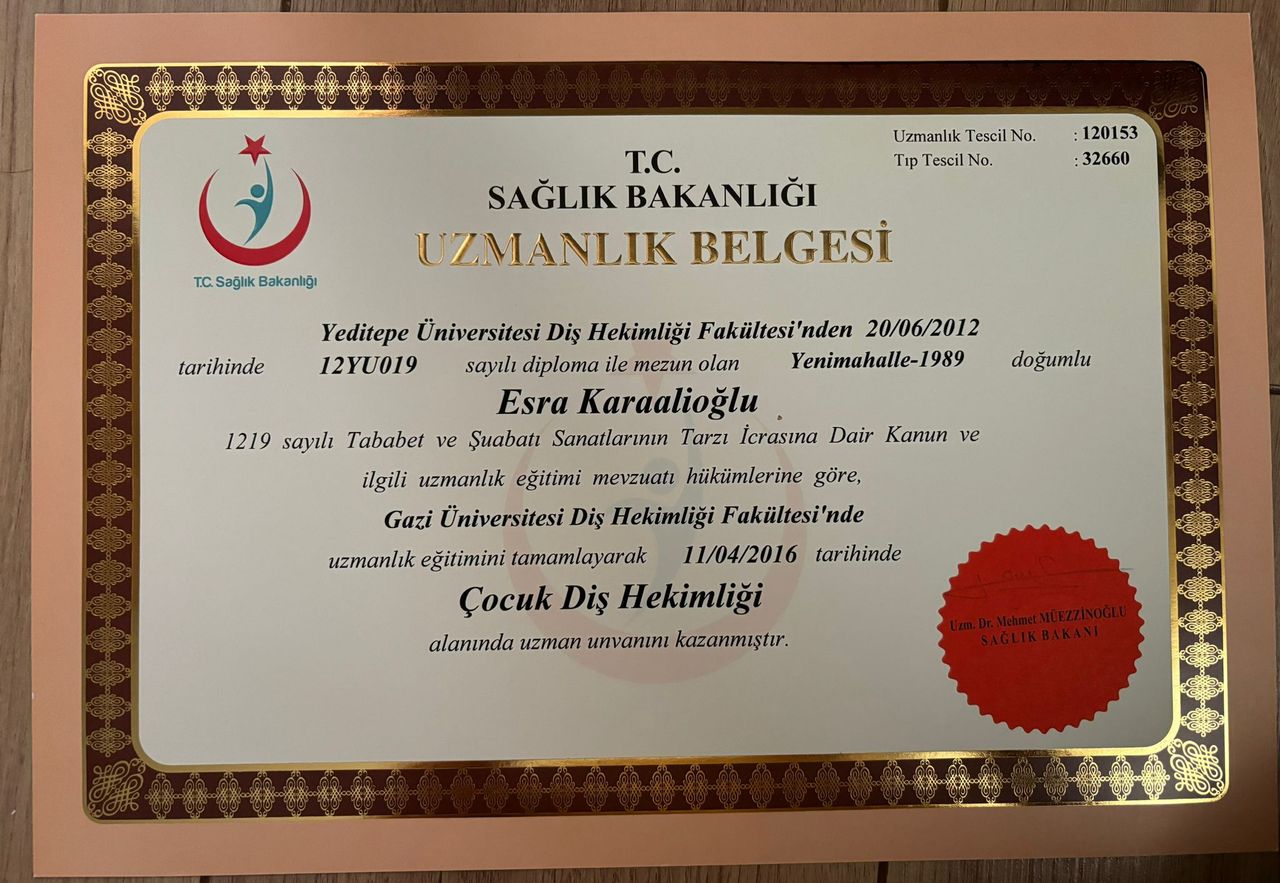 Uzmanlık Tescil No. : 120153
Tıp Tescil No. : 32660
T.C.
SAĞLIK BAKANLIĞI
UZMANLIK BELGESİ
T.C. Sağlık Bakanlığı
Yeditepe Üniversitesi Diş Hekimliği Fakültesi'nden 20/06/2012
tarihinde 12YU019 sayılı diploma ile mezun olan Yenimahalle-1989 doğumlu
Esra Karaalioğlu
1219 sayılı Tababet ve Şuabatı Sanatlarının Tarzı İcrasına Dair Kanun ve
ilgili uzmanlık eğitimi mevzuatı hükümlerine göre,
Gazi Üniversitesi Diş Hekimliği Fakültesi'nde
uzmanlık eğitimini tamamlayarak 11/04/2016 tarihinde
Çocuk Diş Hekimliği
alanında uzman unvanını kazanmıştır.
Uzm. Dr. Mehmet MÜEZZİNOĞLU
SAĞLIK BAKANI